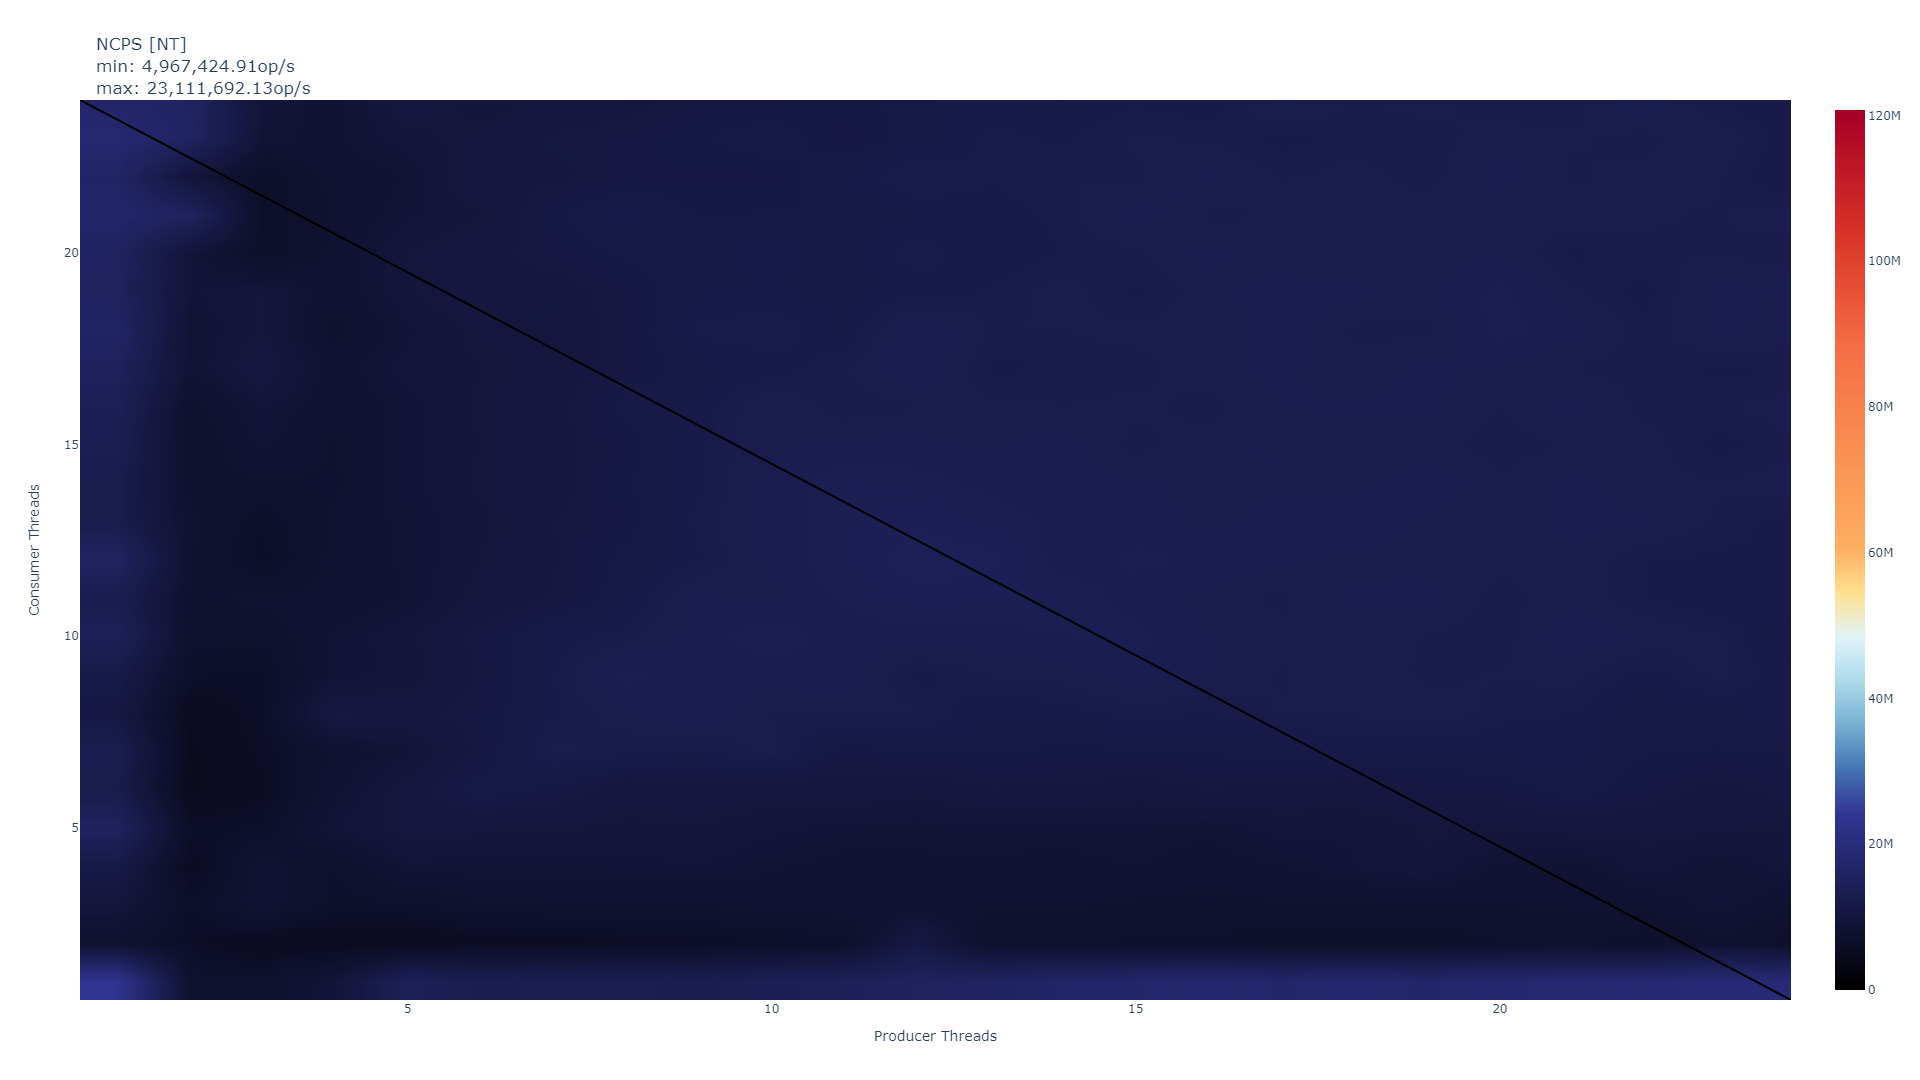 NCPS [NT]
min: 4,967,424.91op/s
max: 23,111,692.13op/s
120M
100M
80M
60M
40M
20M
0
20
15
10
5
Consumer Threads
5
10
15
20
Producer Threads